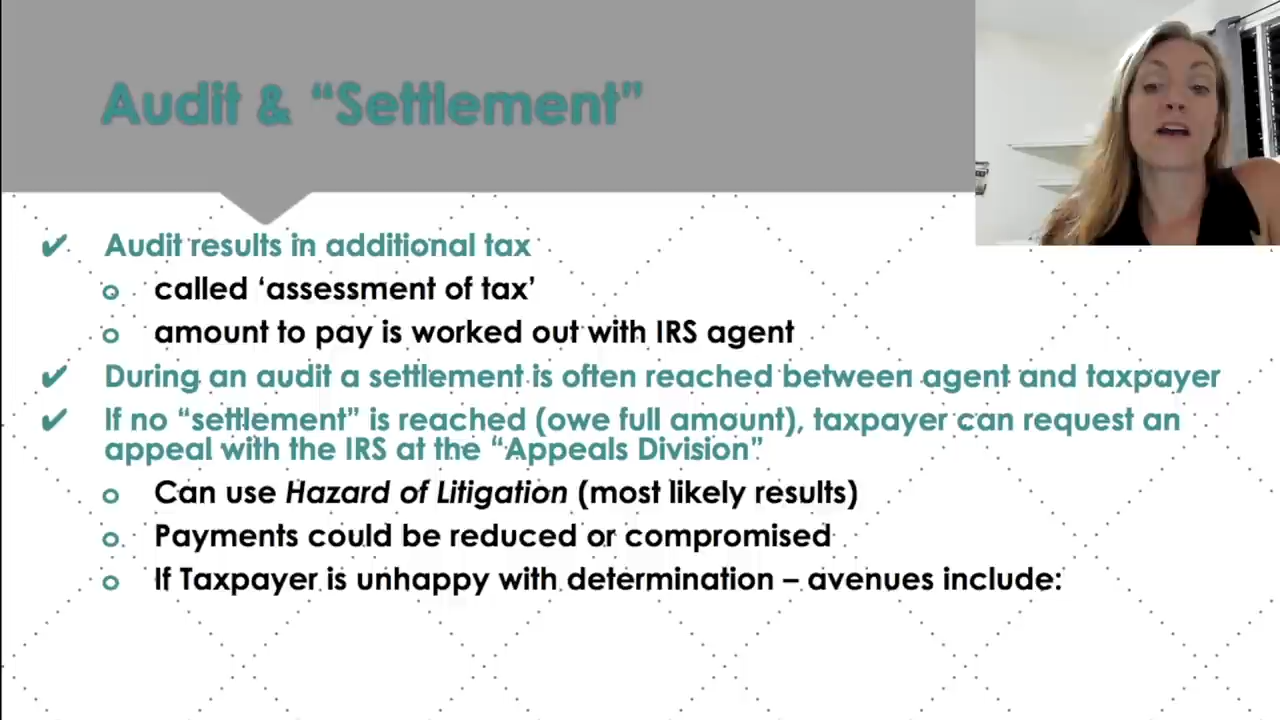 Audit & “Settlement”
✔ Audit results in additional tax
o called ‘assessment of tax’
o amount to pay is worked out with IRS agent
✔ During an audit a settlement is often reached between agent and taxpayer
✔ If no “settlement” is reached (owe full amount), taxpayer can request an
appeal with the IRS at the “Appeals Division”
o Can use Hazard of Litigation (most likely results)
o Payments could be reduced or compromised
o If Taxpayer is unhappy with determination – avenues include: